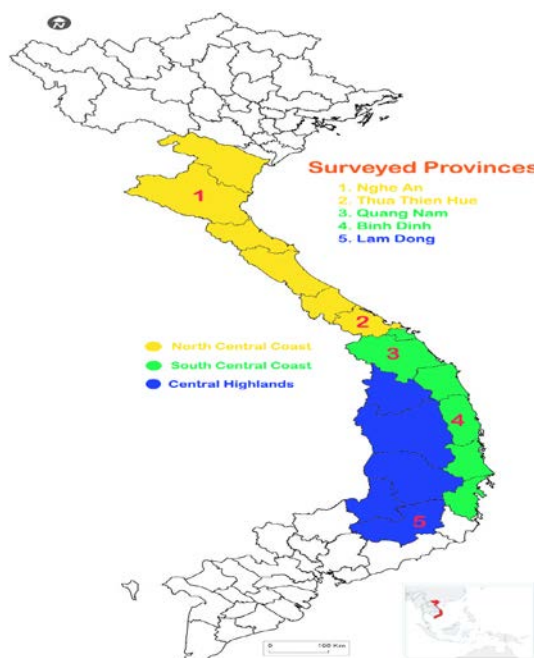 N
Surveyed Provinces
1. Nghe An
2. Thua Thien Hue
3. Quang Nam
4. Binh Dinh
5. Lam Dong
1
2
3
North Central Coast
South Central Coast
Central Highlands
4
5
0 100 Km